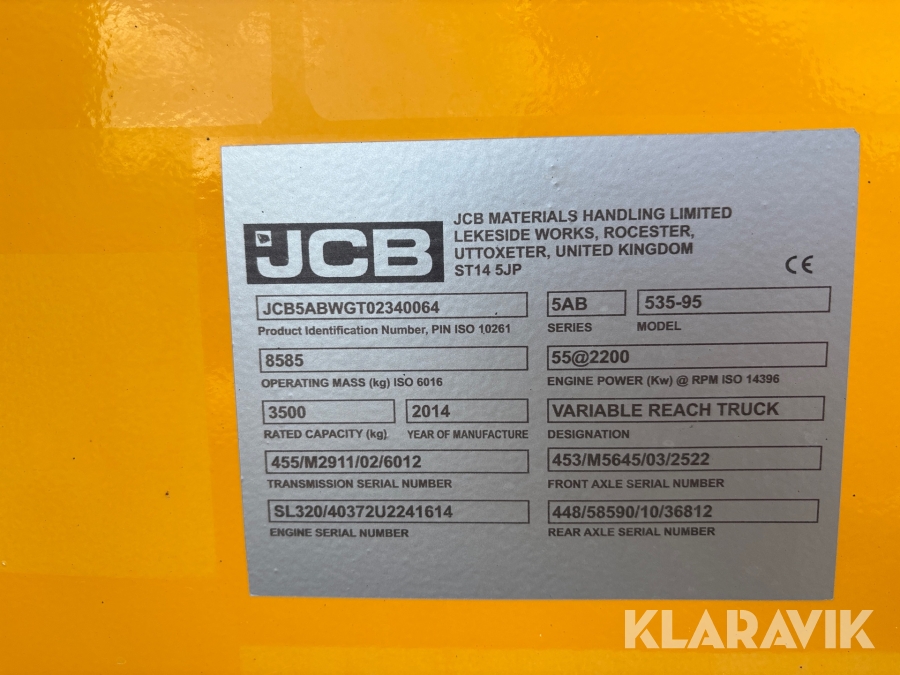 JCB
JCB MATERIALS HANDLING LIMITED
LEKESIDE WORKS, ROCESTER,
UTTOXETER, UNITED KINGDOM
ST14 5JP
CE
JCB5ABWGT02340064
Product Identification Number, PIN ISO 10261
5AB
SERIES
535-95
MODEL
8585
OPERATING MASS (kg) ISO 6016
55@2200
ENGINE POWER (Kw) @ RPM ISO 14396
3500
RATED CAPACITY (kg)
2014
YEAR OF MANUFACTURE
VARIABLE REACH TRUCK
DESIGNATION
455/M2911/02/6012
TRANSMISSION SERIAL NUMBER
453/M5645/03/2522
FRONT AXLE SERIAL NUMBER
SL320/40372U2241614
ENGINE SERIAL NUMBER
448/58590/10/36812
REAR AXLE SERIAL NUMBER
KLARAVIK